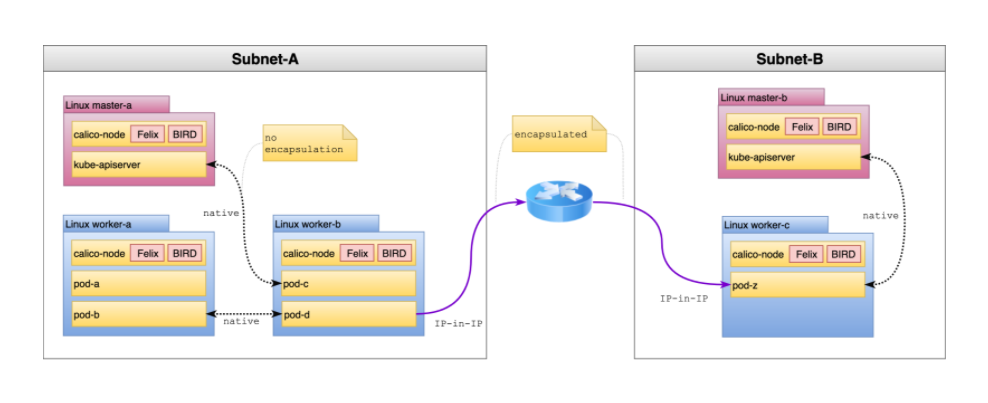 Subnet-A
Linux master-a
calico-node Felix BIRD
kube-apiserver
no
encapsulation
native
Linux worker-a
calico-node Felix BIRD
pod-a
pod-b
native
Linux worker-b
calico-node Felix BIRD
pod-c
pod-d
IP-in-IP
encapsulated
Subnet-B
Linux master-b
calico-node Felix BIRD
kube-apiserver
native
Linux worker-c
calico-node Felix BIRD
pod-z
IP-in-IP